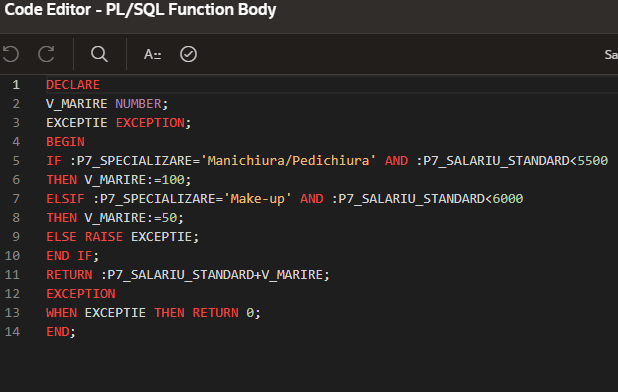 Code Editor - PL/SQL Function Body
A::
1 DECLARE
2 V_MARIRE NUMBER;
3 EXCEPTIE EXCEPTION;
4 BEGIN
5 IF :P7_SPECIALIZARE='Manichiura/Pedichiura' AND :P7_SALARIU_STANDARD<5500
6 THEN V_MARIRE:=100;
7 ELSIF :P7_SPECIALIZARE='Make-up' AND :P7_SALARIU_STANDARD<6000
8 THEN V_MARIRE:=50;
9 ELSE RAISE EXCEPTIE;
10 END IF;
11 RETURN :P7_SALARIU_STANDARD+V_MARIRE;
12 EXCEPTION
13 WHEN EXCEPTIE THEN RETURN 0;
14 END;